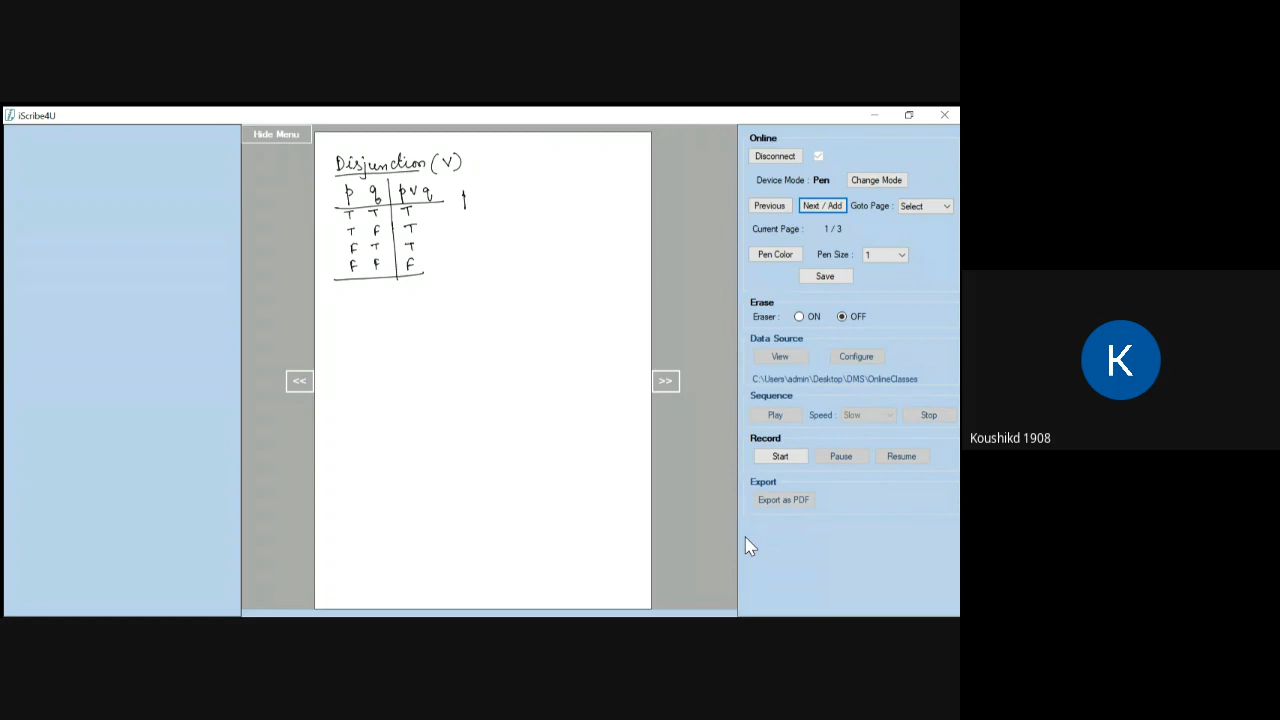 iScribe4U
Hide Menu
Disjunction (V)
p q p v q
T T T
T F T
F T T
F F F
<<
>>
Online
Disconnect
Device Mode : Pen Change Mode
Previous Next / Add Goto Page : Select
Current Page : 1 / 3
Pen Color Pen Size : 1
Save
Erase
Eraser : ON OFF
Data Source
View Configure
C:\Users\admin\Desktop\DMS\OnlineClasses
Sequence
Play Speed : Slow Stop
Record
Start Pause Resume
Export
Export as PDF
K
Koushikd 1908